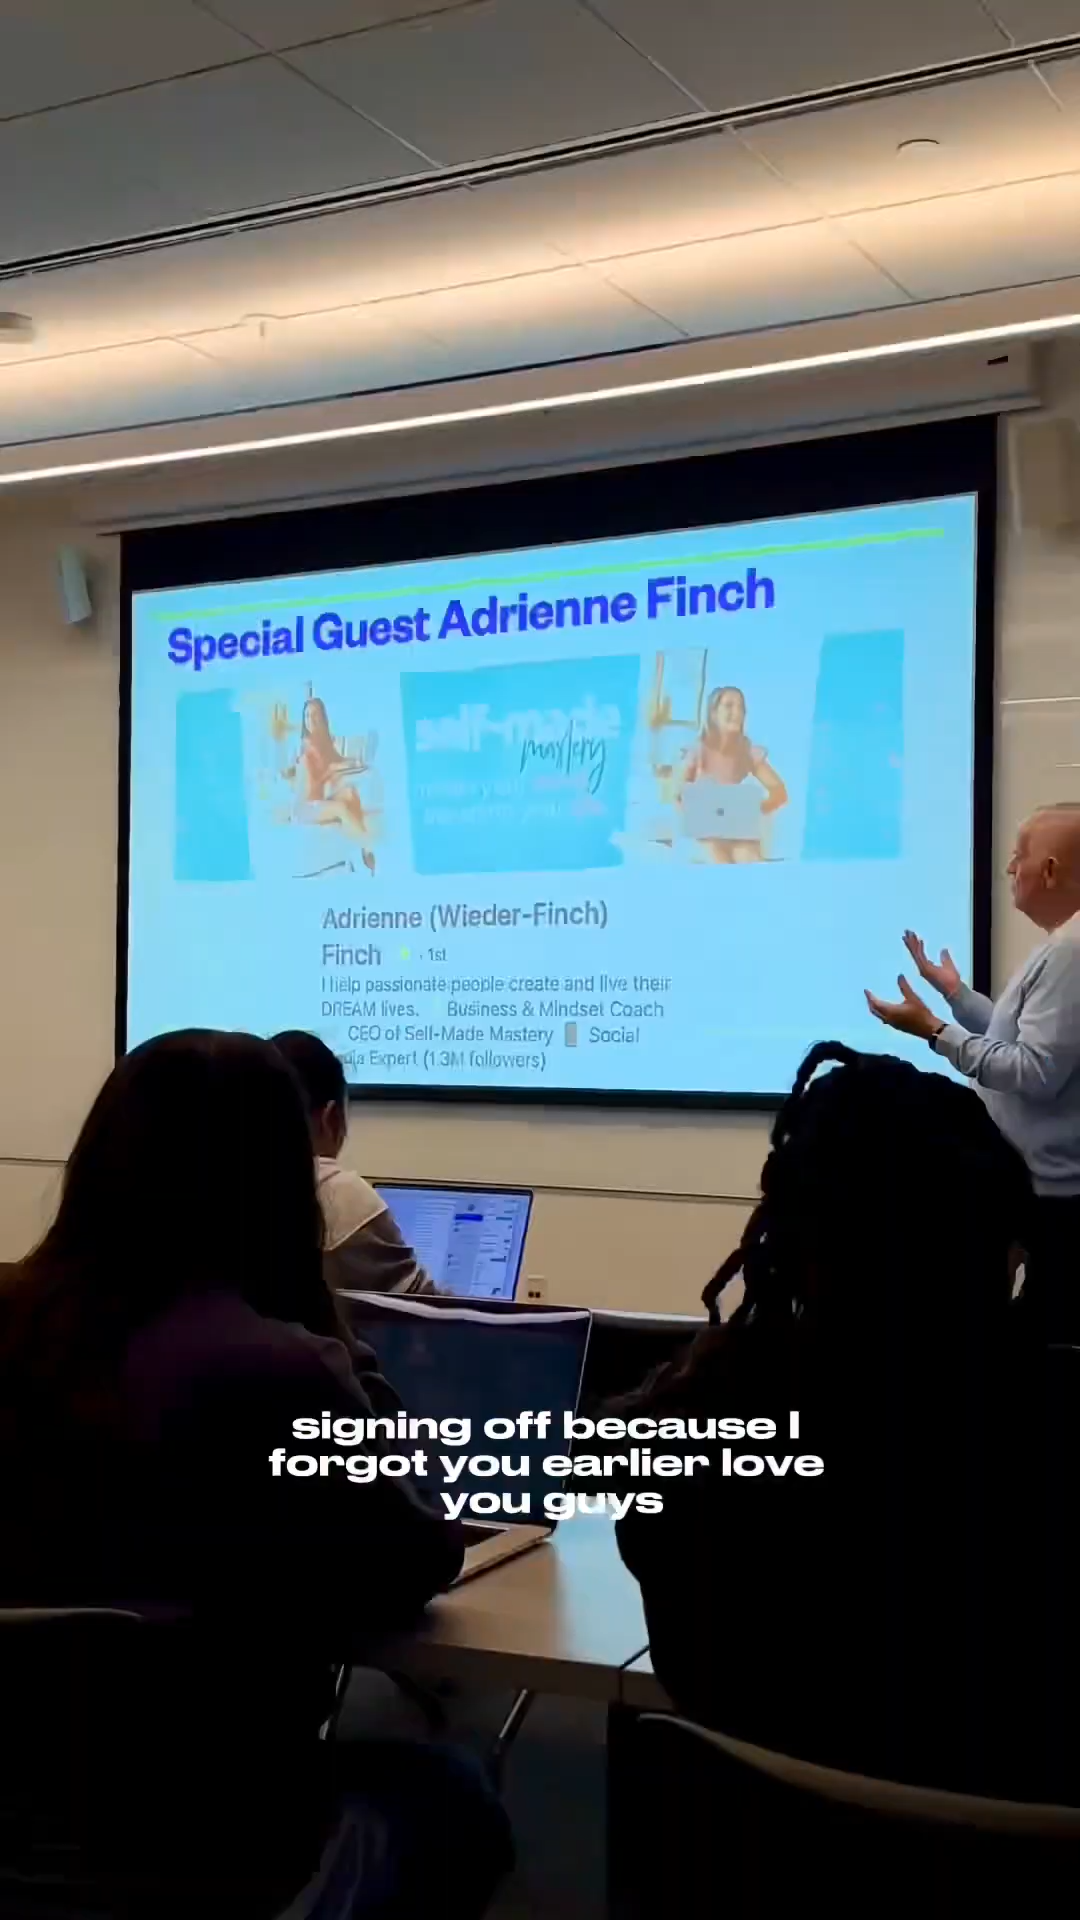 Special Guest Adrienne Finch
mastery
Adrienne (Wieder-Finch)
Finch · 1st
I help passionate people create and live their
DREAM lives. Business & Mindset Coach
CEO of Self-Made Mastery Social
Expert (1.3M followers)
signing off because I
forgot you earlier love
you guys